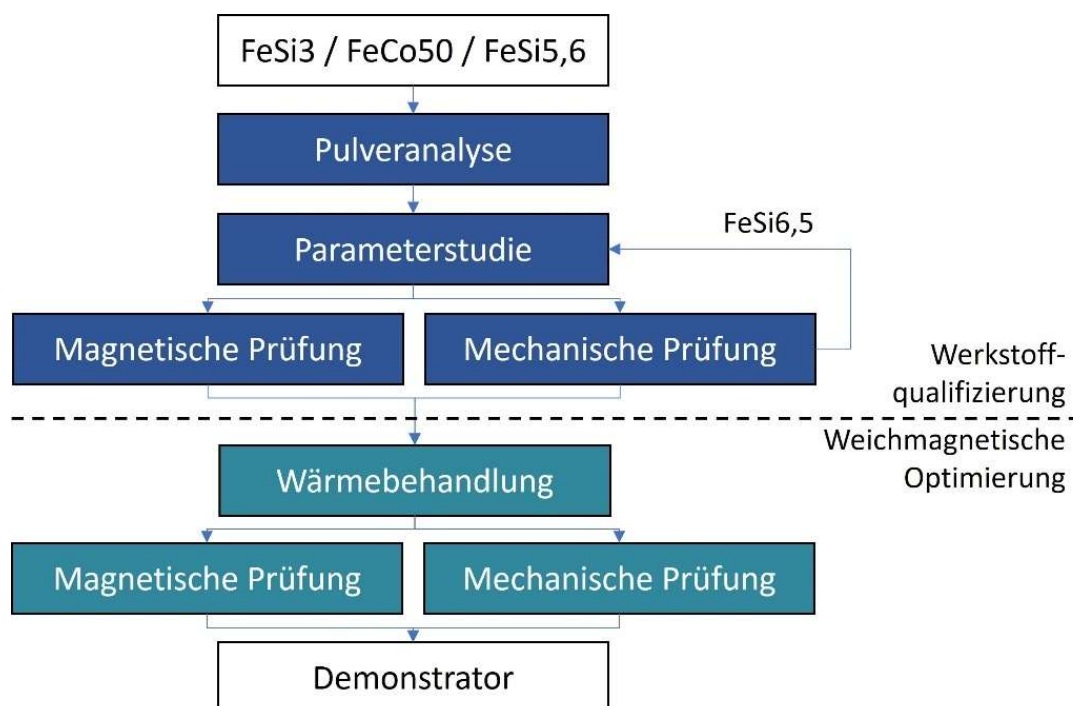 FeSi3 / FeCo50 / FeSi5,6
Pulveranalyse
Parameterstudie
FeSi6,5
Magnetische Prüfung
Mechanische Prüfung
Werkstoff-
qualifizierung
Weichmagnetische
Optimierung
Wärmebehandlung
Magnetische Prüfung
Mechanische Prüfung
Demonstrator